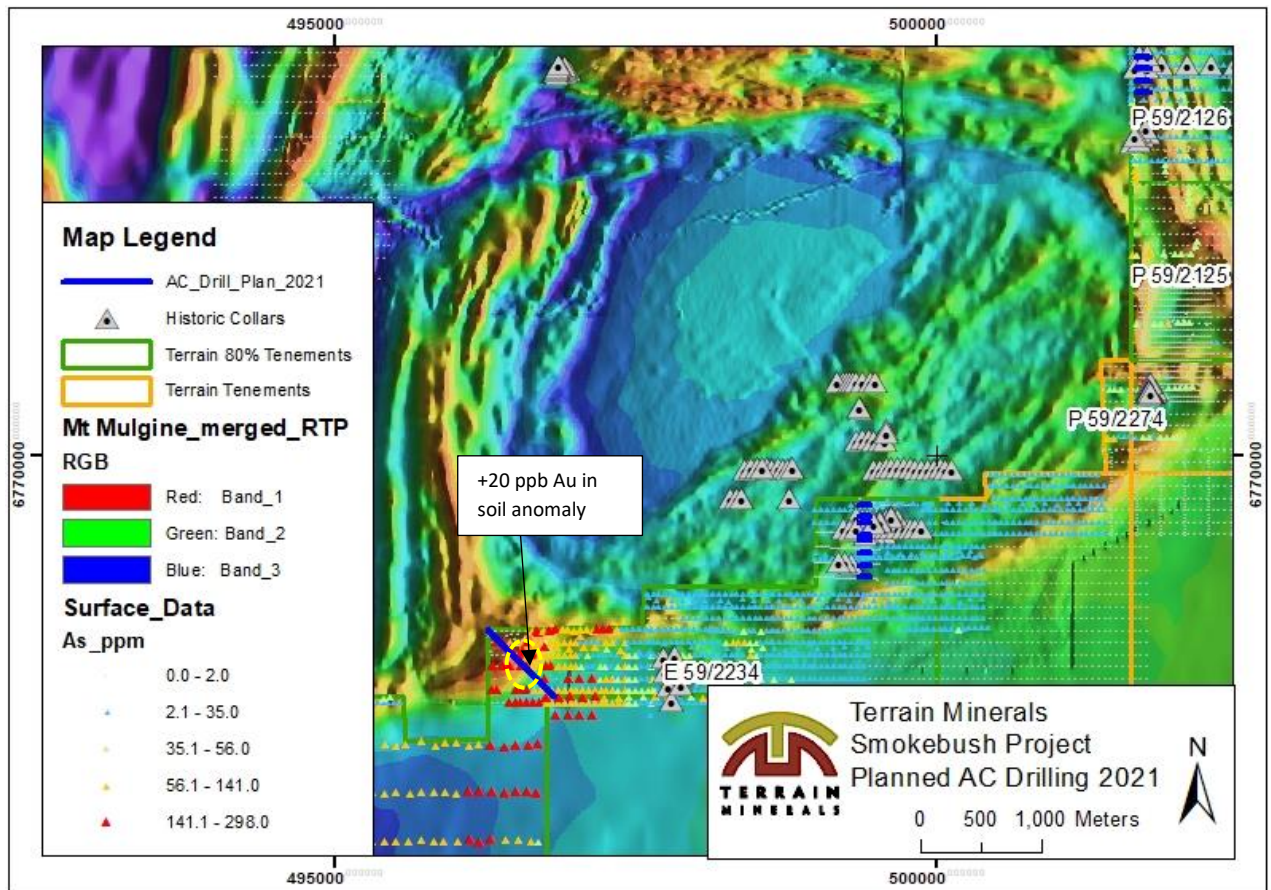 495000
500000
P 59/2126
Map Legend
AC_Drill_Plan_2021
Historic Collars
Terrain 80% Tenements
Terrain Tenements
Mt Mulgine_merged_RTP
RGB
Red: Band_1
Green: Band_2
Blue: Band_3
Surface_Data
As_ppm
0.0 - 2.0
2.1 - 35.0
35.1 - 56.0
56.1 - 141.0
141.1 - 298.0
P 59/2125
P 59/2274
6770000
6770000
+20 ppb Au in
soil anomaly
E 59/2234
TERRAIN
MINERALS
Terrain Minerals
Smokebush Project
Planned AC Drilling 2021
N
0 500 1,000 Meters
495000
500000